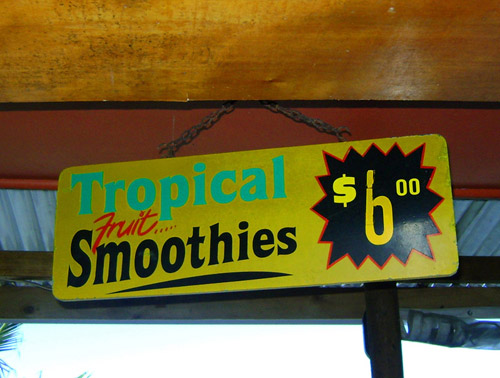 Tropical
Fruit.....
Smoothies
$6.00